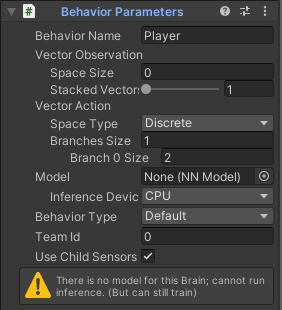 # Behavior Parameters
Behavior Name Player
Vector Observation
Space Size 0
Stacked Vectors 1
Vector Action
Space Type Discrete
Branches Size 1
Branch 0 Size 2
Model None (NN Model)
Inference Devic CPU
Behavior Type Default
Team Id 0
Use Child Sensors
There is no model for this Brain; cannot run
inference. (But can still train)